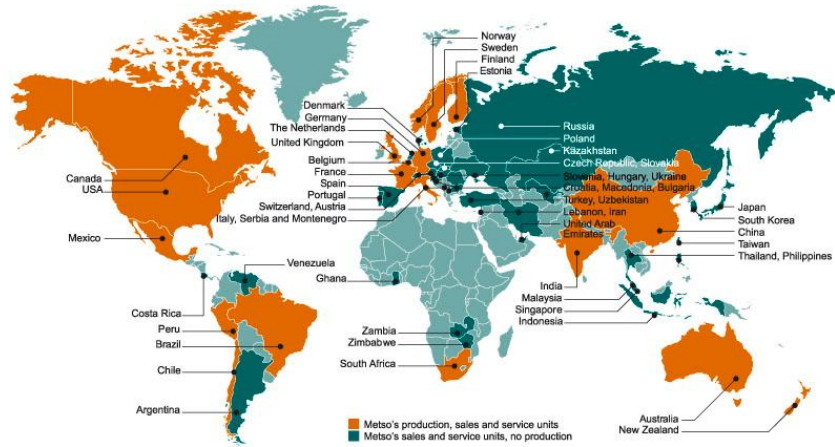 Norway
Sweden
Finland
Estonia
Denmark
Germany
The Netherlands
United Kingdom
Belgium
France
Spain
Portugal
Switzerland, Austria
Italy, Serbia and Montenegro
Russia
Poland
Kazakhstan
Czech Republic, Slovakia
Slovenia, Hungary, Ukraine
Croatia, Macedonia, Bulgaria
Turkey, Uzbekistan
Lebanon, Iran
United Arab
Emirates
Canada
USA
Mexico
Japan
South Korea
China
Taiwan
Thailand, Philippines
Venezuela
Ghana
India
Malaysia
Singapore
Indonesia
Costa Rica
Peru
Brazil
Chile
Argentina
Zambia
Zimbabwe
South Africa
Australia
New Zealand
Metso's production, sales and service units
Metso's sales and service units, no production